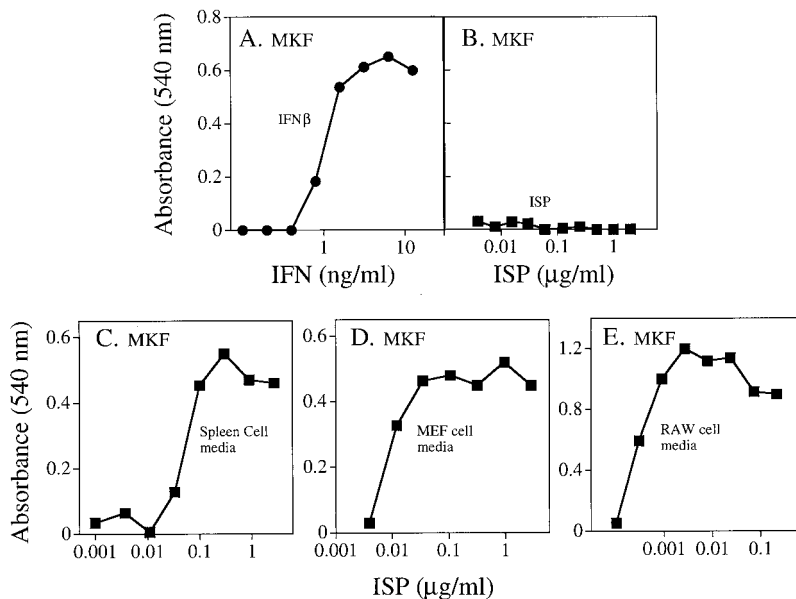 A. MKF
B. MKF
Absorbance (540 nm)
0.8
0.6
0.4
0.2
0
IFNβ
ISP
1 10
0.01 0.1 1
IFN (ng/ml)
ISP (μg/ml)
C. MKF
D. MKF
E. MKF
Absorbance (540 nm)
0.6
0.4
0.2
0
Spleen Cell
media
0.6
0.4
0.2
0
MEF cell
media
1.2
0.8
0.4
0
RAW cell
media
0.001 0.01 0.1 1
0.001 0.01 0.1 1
0.001 0.01 0.1
ISP (μg/ml)